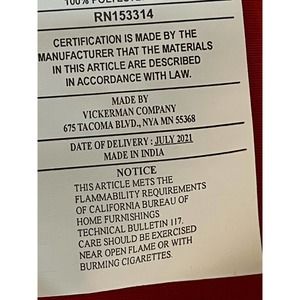 100% POLYESTER
RN153314
CERTIFICATION IS MADE BY THE
MANUFACTURER THAT THE MATERIALS
IN THIS ARTICLE ARE DESCRIBED
IN ACCORDANCE WITH LAW.
MADE BY
VICKERMAN COMPANY
675 TACOMA BLVD., NYA MN 55368
DATE OF DELIVERY : JULY 2021
MADE IN INDIA
NOTICE
THIS ARTICLE METS THE
FLAMMABILITY REQUIREMENTS
OF CALIFORNIA BUREAU OF
HOME FURNISHINGS
TECHNICAL BULLETIN 117.
CARE SHOULD BE EXERCISED
NEAR OPEN FLAME OR WITH
BURMING CIGARETTES.